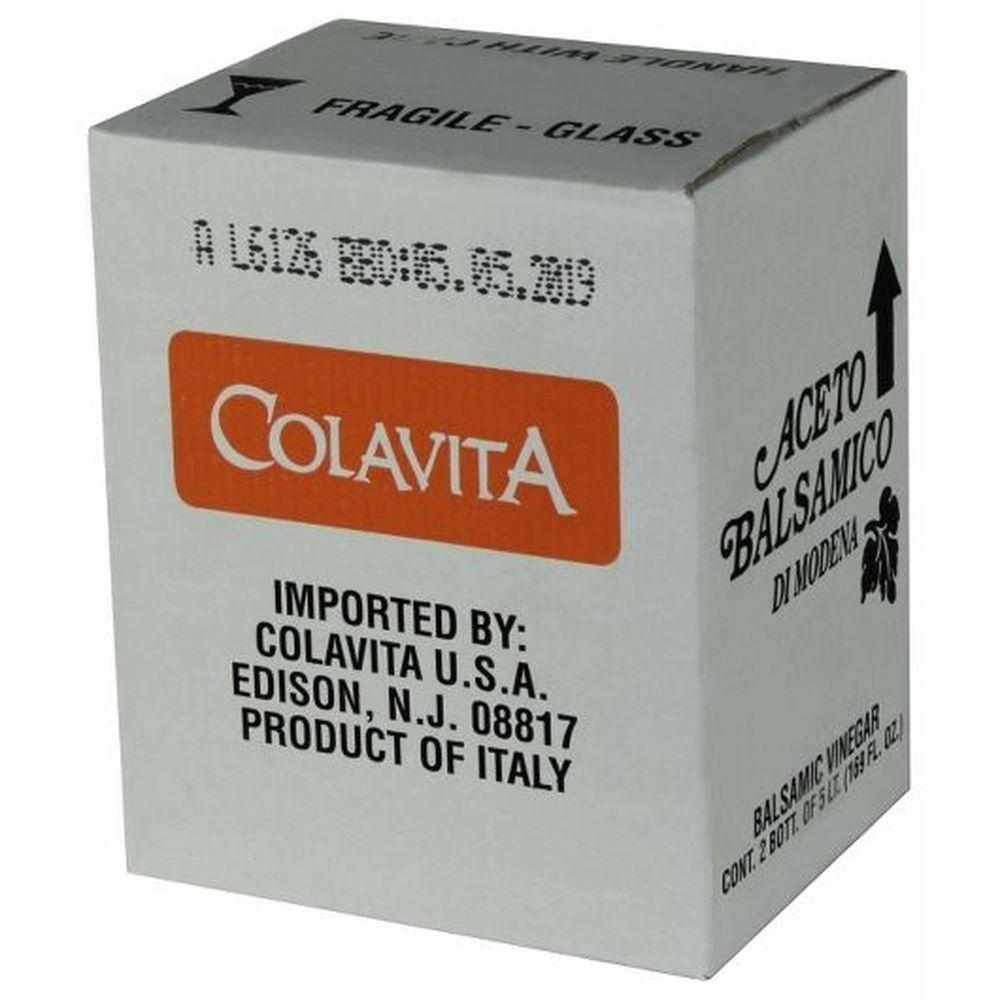 HANDLE WITH CARE
FRAGILE - GLASS
A L6126 BBD:05.05.2019
COLAVITA
IMPORTED BY:
COLAVITA U.S.A.
EDISON, N.J. 08817
PRODUCT OF ITALY
ACETO
BALSAMICO
DI MODENA
BALSAMIC VINEGAR
CONT. 2 BOTT. OF 5 LT. (169 FL. OZ.)